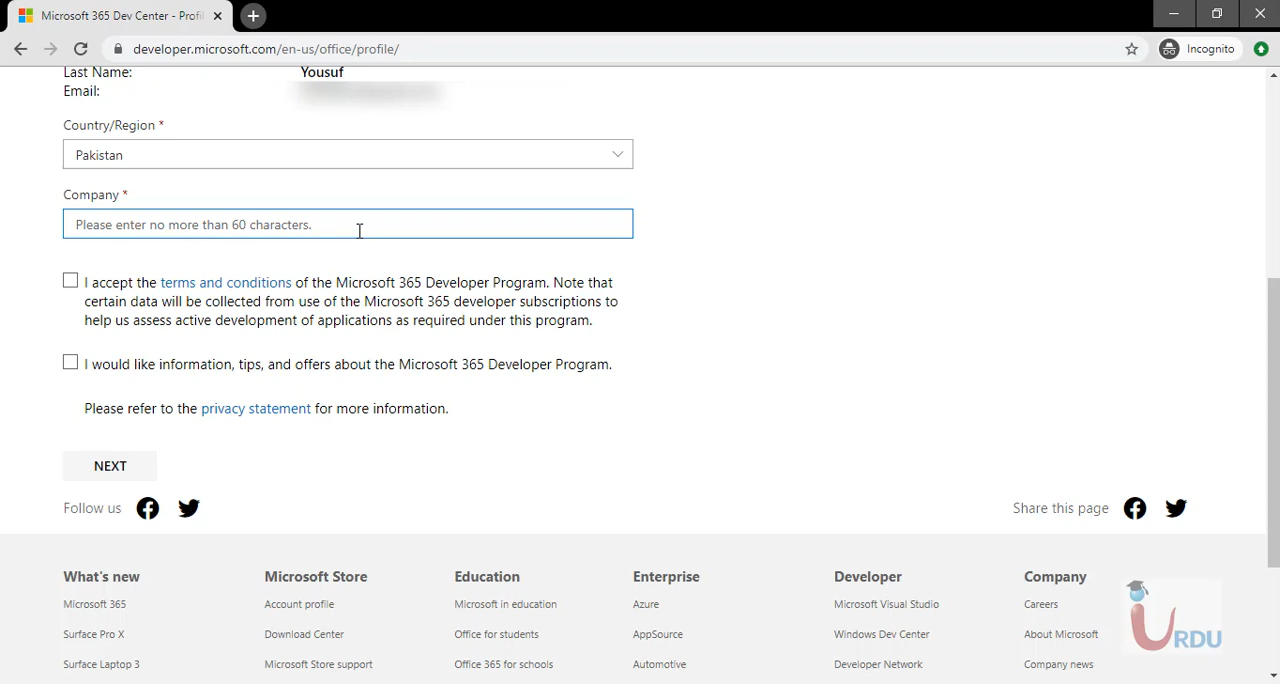 Microsoft 365 Dev Center - Profi
developer.microsoft.com/en-us/office/profile/
Incognito
Last Name: Yousuf
Email:
Country/Region *
Pakistan
Company *
Please enter no more than 60 characters.
I accept the terms and conditions of the Microsoft 365 Developer Program. Note that
certain data will be collected from use of the Microsoft 365 developer subscriptions to
help us assess active development of applications as required under this program.
I would like information, tips, and offers about the Microsoft 365 Developer Program.
Please refer to the privacy statement for more information.
NEXT
Follow us
Share this page
What's new
Microsoft 365
Surface Pro X
Surface Laptop 3
Microsoft Store
Account profile
Download Center
Microsoft Store support
Education
Microsoft in education
Office for students
Office 365 for schools
Enterprise
Azure
AppSource
Automotive
Developer
Microsoft Visual Studio
Windows Dev Center
Developer Network
Company
Careers
About Microsoft
Company news
URDU